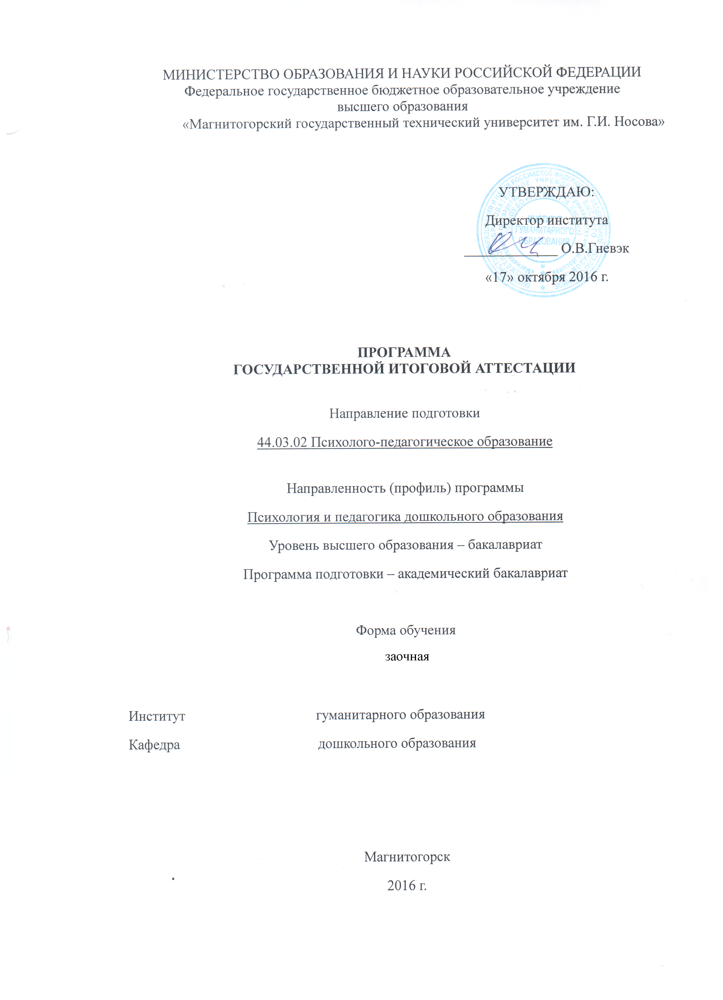 МИНИСТЕРСТВО ОБРАЗОВАНИЯ И НАУКИ РОССИЙСКОЙ ФЕДЕРАЦИИ
Федеральное государственное бюджетное образовательное учреждение
высшего образования
«Магнитогорский государственный технический университет им. Г.И. Носова»
УТВЕРЖДАЮ:
Директор института
О.В.Гневэк
«17» октября 2016 г.
ИНСТИТУТ
ГУМАНИТАРНОГО
ОБРАЗОВАНИЯ
ПРОГРАММА
ГОСУДАРСТВЕННОЙ ИТОГОВОЙ АТТЕСТАЦИИ
Направление подготовки
44.03.02 Психолого-педагогическое образование
Направленность (профиль) программы
Психология и педагогика дошкольного образования
Уровень высшего образования – бакалавриат
Программа подготовки – академический бакалавриат
Форма обучения
заочная
Институт гуманитарного образования
Кафедра дошкольного образования
Магнитогорск
2016 г.